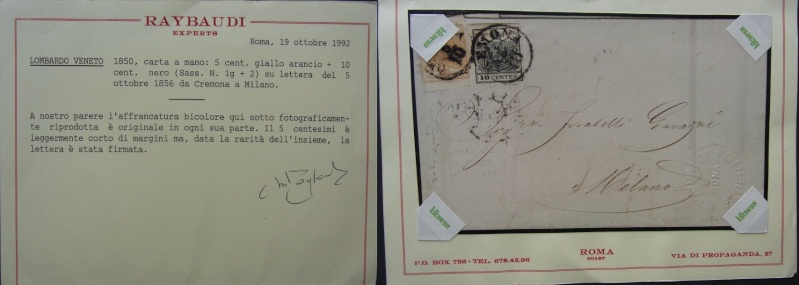 RAYBAUDI
EXPERTS
Roma, 19 ottobre 1992
LOMBARDO VENETO 1850, carta a mano: 5 cent. giallo arancio + 10
cent. nero (Sass. N. 1g + 2) su lettera del 5
ottobre 1856 da Cremona a Milano.
A nostro parere l'affrancatura bicolore qui sotto fotograficamen-
te riprodotta è originale in ogni sua parte. Il 5 centesimi è
leggermente corto di margini ma, data la rarità dell'insieme, la
lettera è stata firmata.
10 CENTES
Fratelli
Milano
ROMA
00187
P.O. BOX 756 - TEL. 678.42.96
VIA DI PROPAGANDA, 27